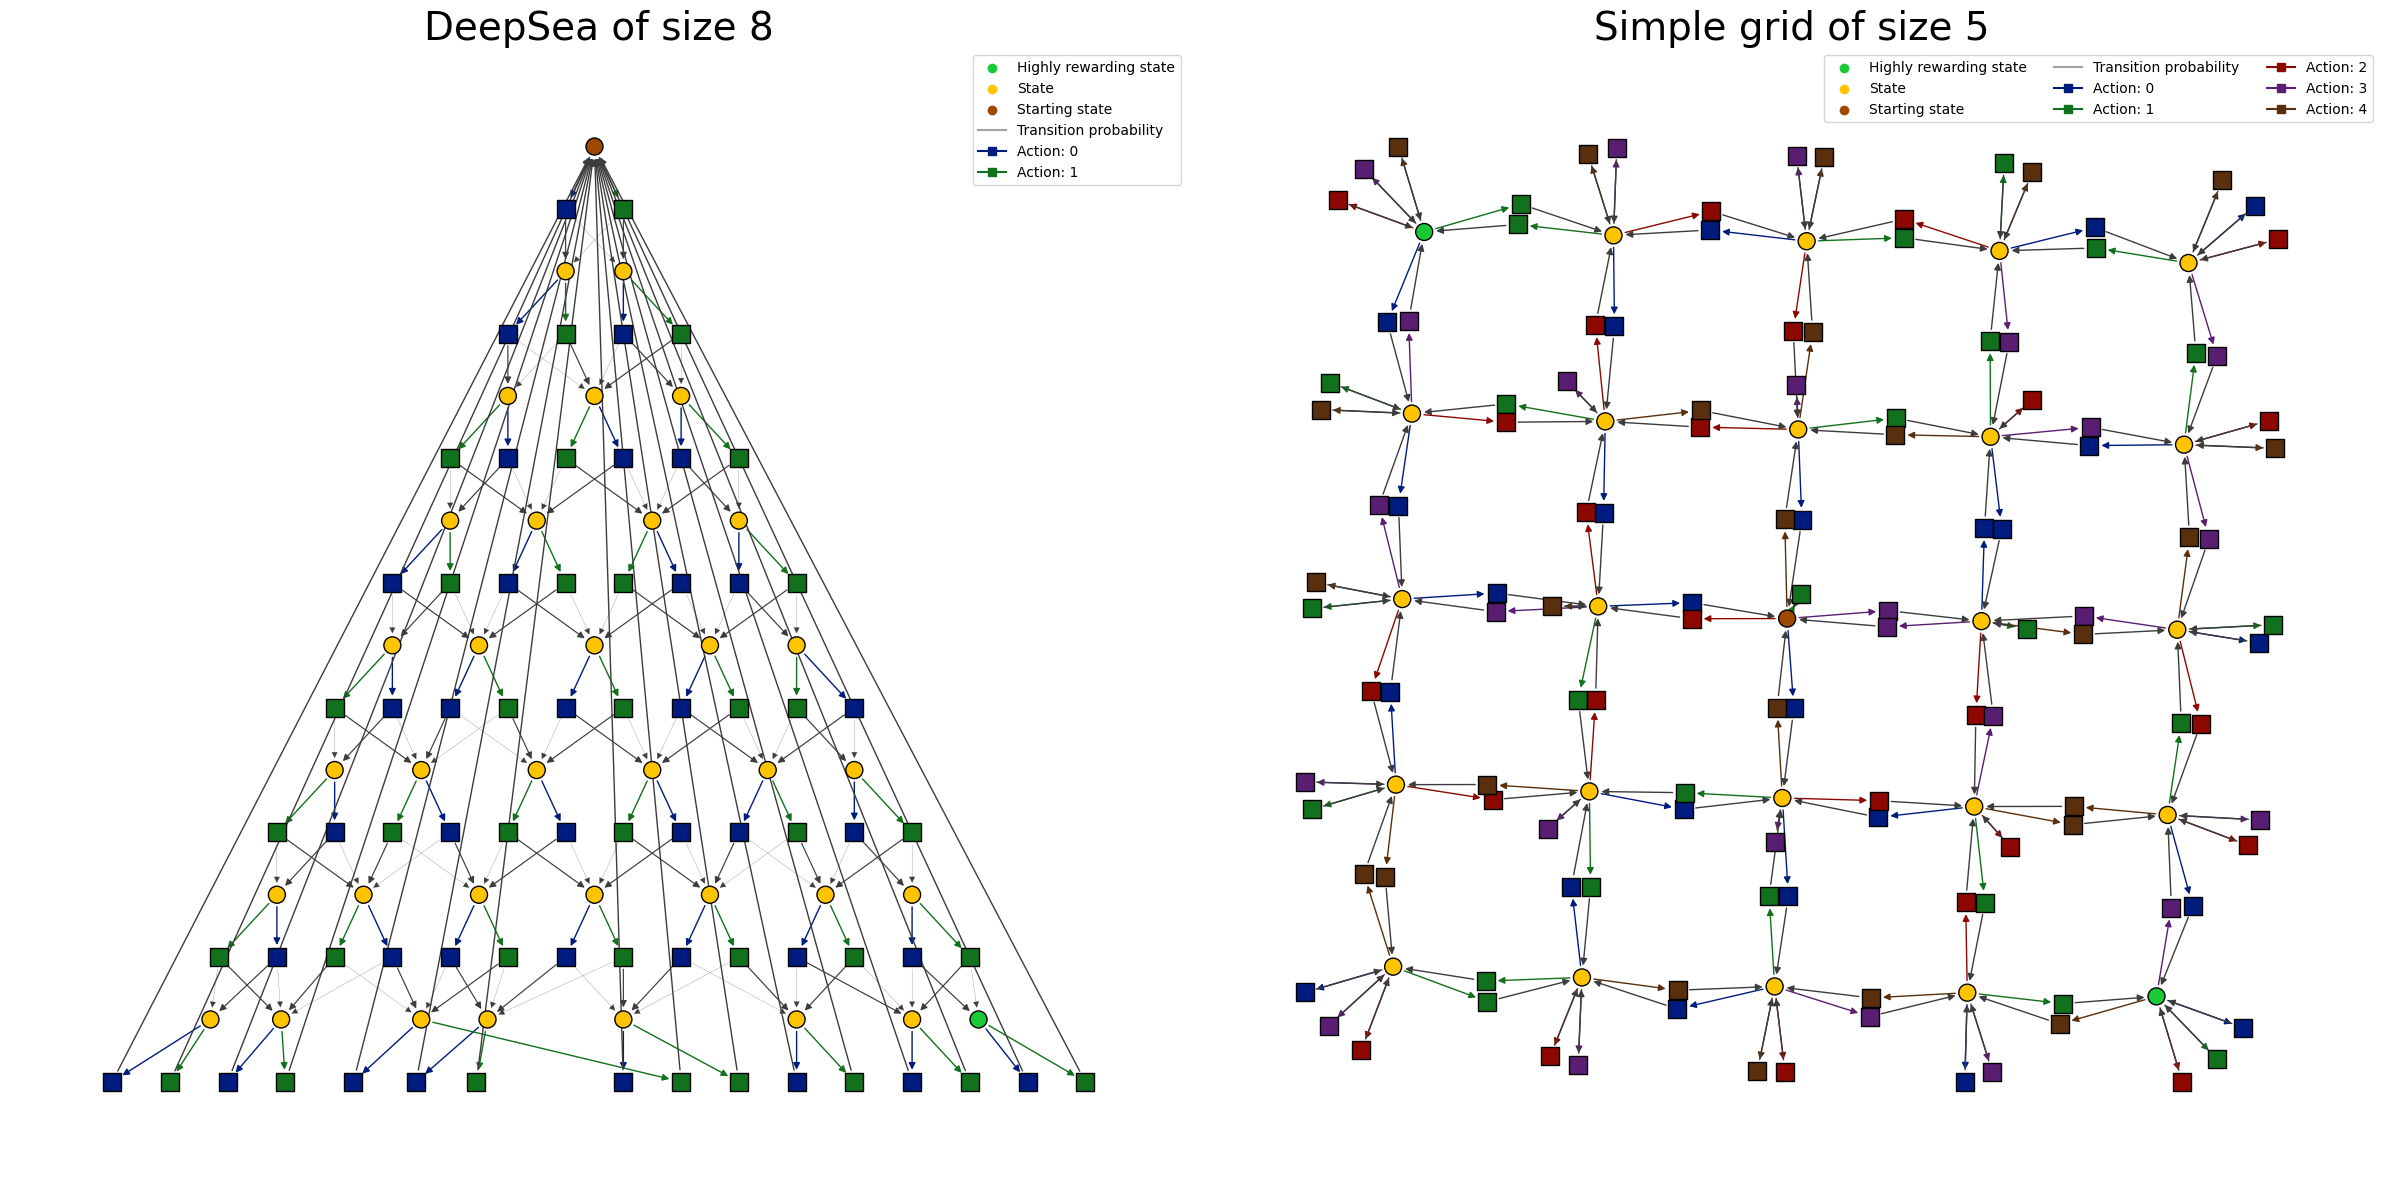 DeepSea of size 8
Highly rewarding state
State
Starting state
Transition probability
Action: 0
Action: 1
Simple grid of size 5
Highly rewarding state
State
Starting state
Transition probability
Action: 0
Action: 1
Action: 2
Action: 3
Action: 4